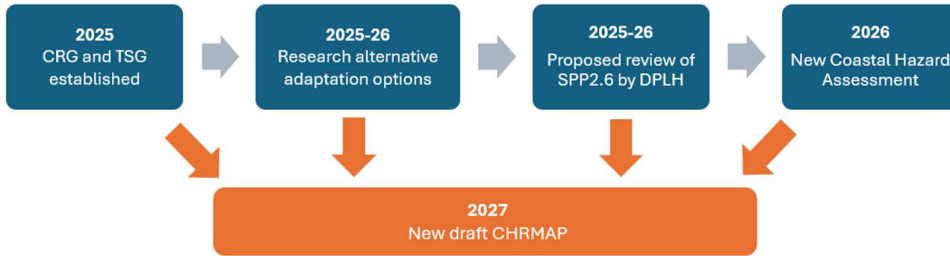 2025
CRG and TSG
established
2025-26
Research alternative
adaptation options
2025-26
Proposed review of
SPP2.6 by DPLH
2026
New Coastal Hazard
Assessment
2027
New draft CHRMAP